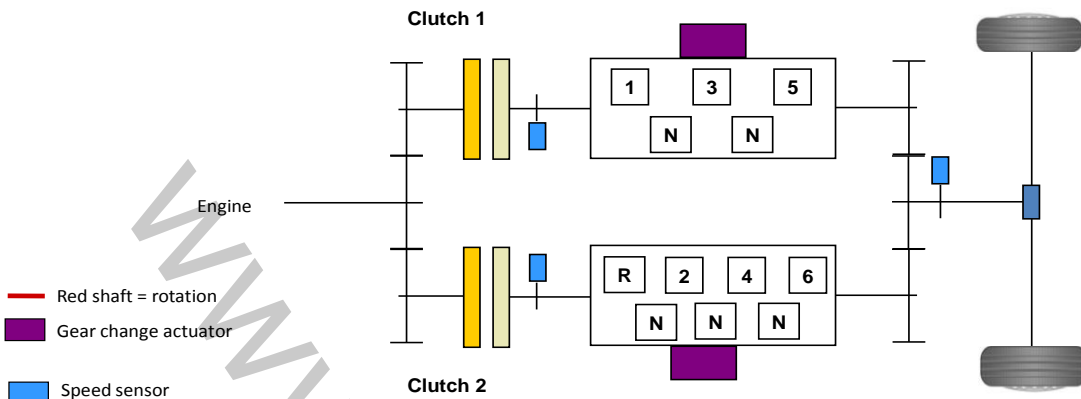 Clutch 1
1 3 5
N N
Engine
R 2 4 6
N N N
Red shaft = rotation
Gear change actuator
Speed sensor
Clutch 2
www